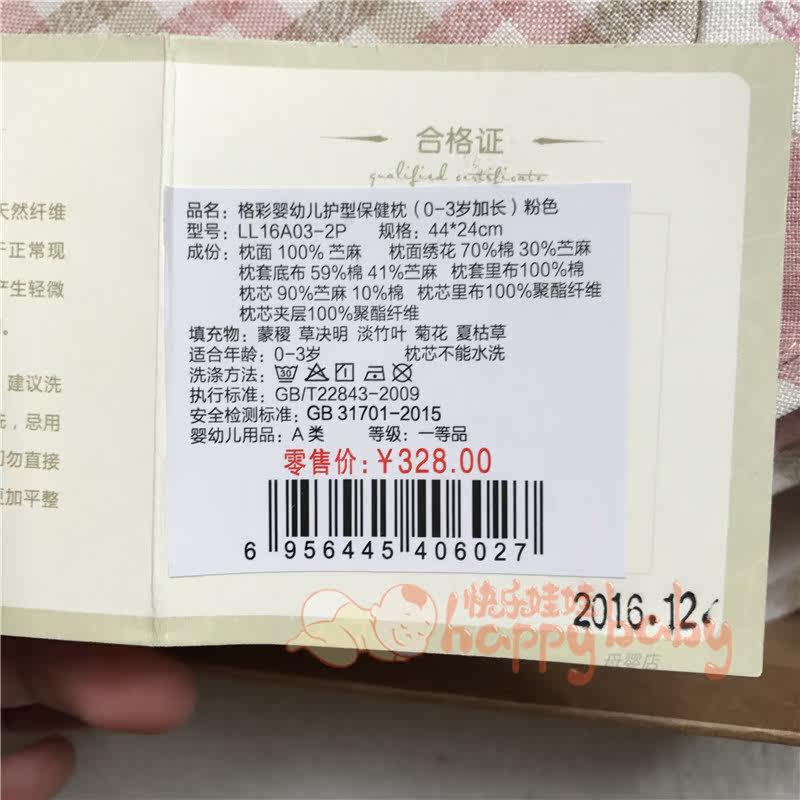 合格证
qualified certificate
品名：格彩婴幼儿护型保健枕（0-3岁加长）粉色
型号：LL16A03-2P 规格：44*24cm
成份：枕面 100% 苎麻 枕面绣花 70%棉 30%苎麻
枕套底布 59%棉 41%苎麻 枕套里布100%棉
枕芯 90%苎麻 10%棉 枕芯里布100%聚酯纤维
枕芯夹层100%聚酯纤维
填充物：蒙稷 草决明 淡竹叶 菊花 夏枯草
适合年龄：0-3岁 枕芯不能水洗
洗涤方法：30
执行标准：GB/T22843-2009
安全检测标准：GB 31701-2015
婴幼儿用品：A 类 等级：一等品
零售价：¥328.00
6 956445 406027
2016.12
快乐娃娃
happy baby
母婴店
天然纤维
于正常现
产生轻微
。
建议洗
，忌用
勿直接
更加平整